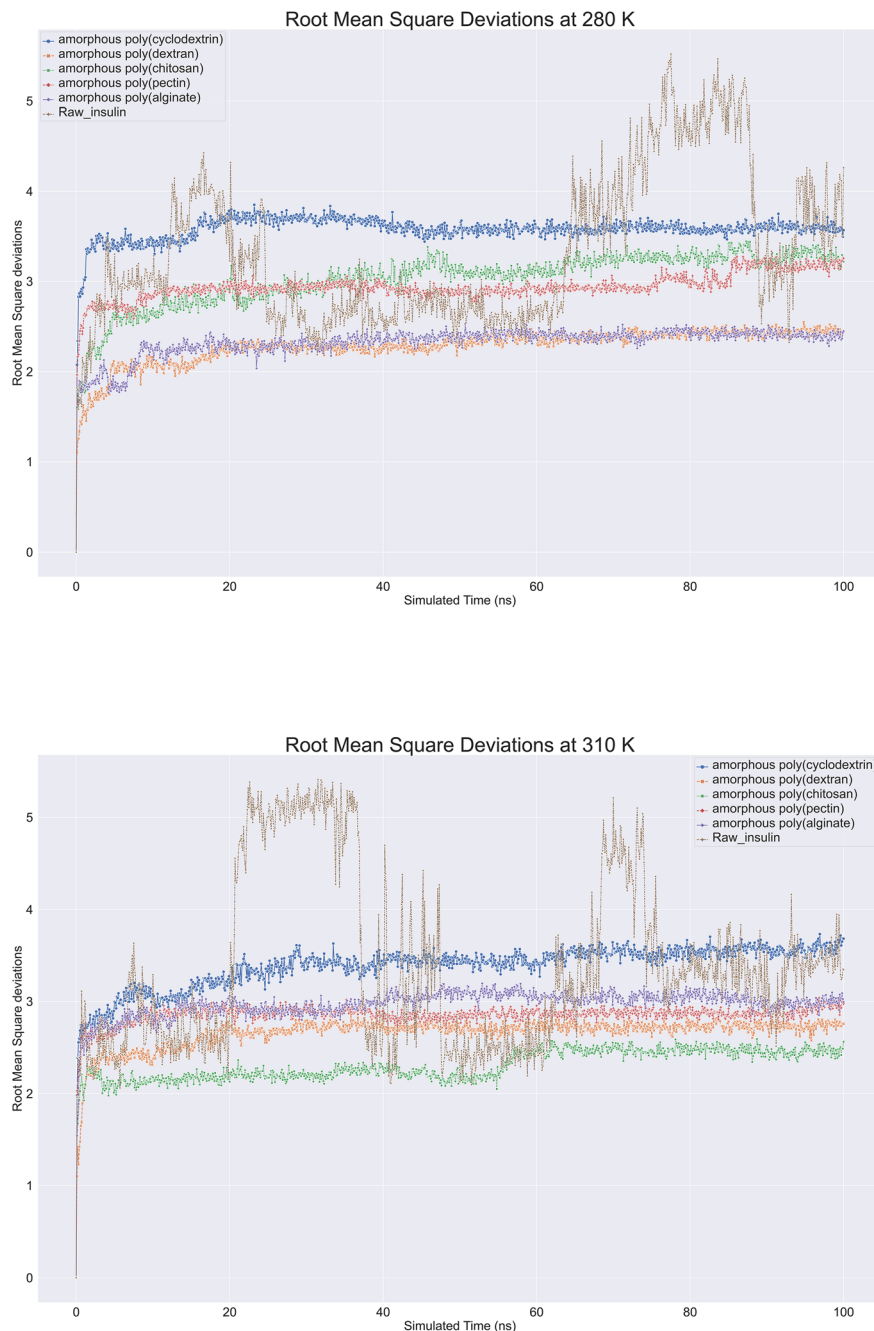 Root Mean Square Deviations at 280 K
amorphous poly(cyclodextrin)
amorphous poly(dextran)
amorphous poly(chitosan)
amorphous poly(pectin)
amorphous poly(alginate)
Raw_insulin
Root Mean Square deviations
5
4
3
2
1
0
0 20 40 60 80 100
Simulated Time (ns)
Root Mean Square Deviations at 310 K
amorphous poly(cyclodextrin
amorphous poly(dextran)
amorphous poly(chitosan)
amorphous poly(pectin)
amorphous poly(alginate)
Raw_insulin
Root Mean Square deviations
5
4
3
2
1
0
0 20 40 60 80 100
Simulated Time (ns)